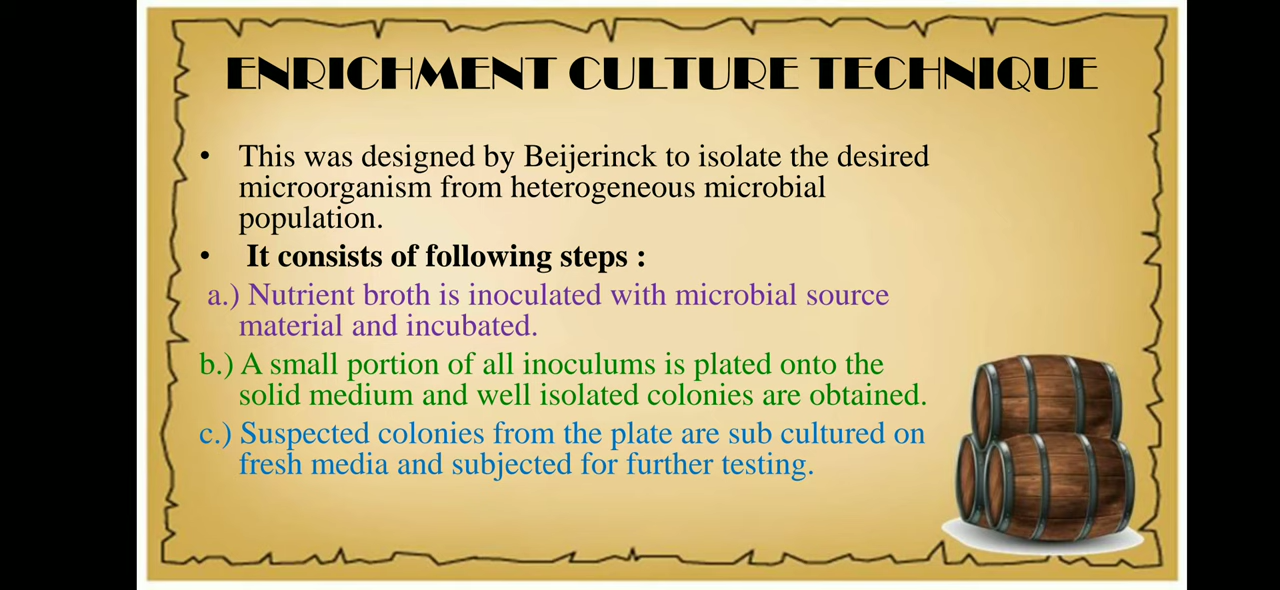 ENRICHMENT CULTURE TECHNIQUE
• This was designed by Beijerinck to isolate the desired
microorganism from heterogeneous microbial
population.
• It consists of following steps :
a.) Nutrient broth is inoculated with microbial source
material and incubated.
b.) A small portion of all inoculums is plated onto the
solid medium and well isolated colonies are obtained.
c.) Suspected colonies from the plate are sub cultured on
fresh media and subjected for further testing.